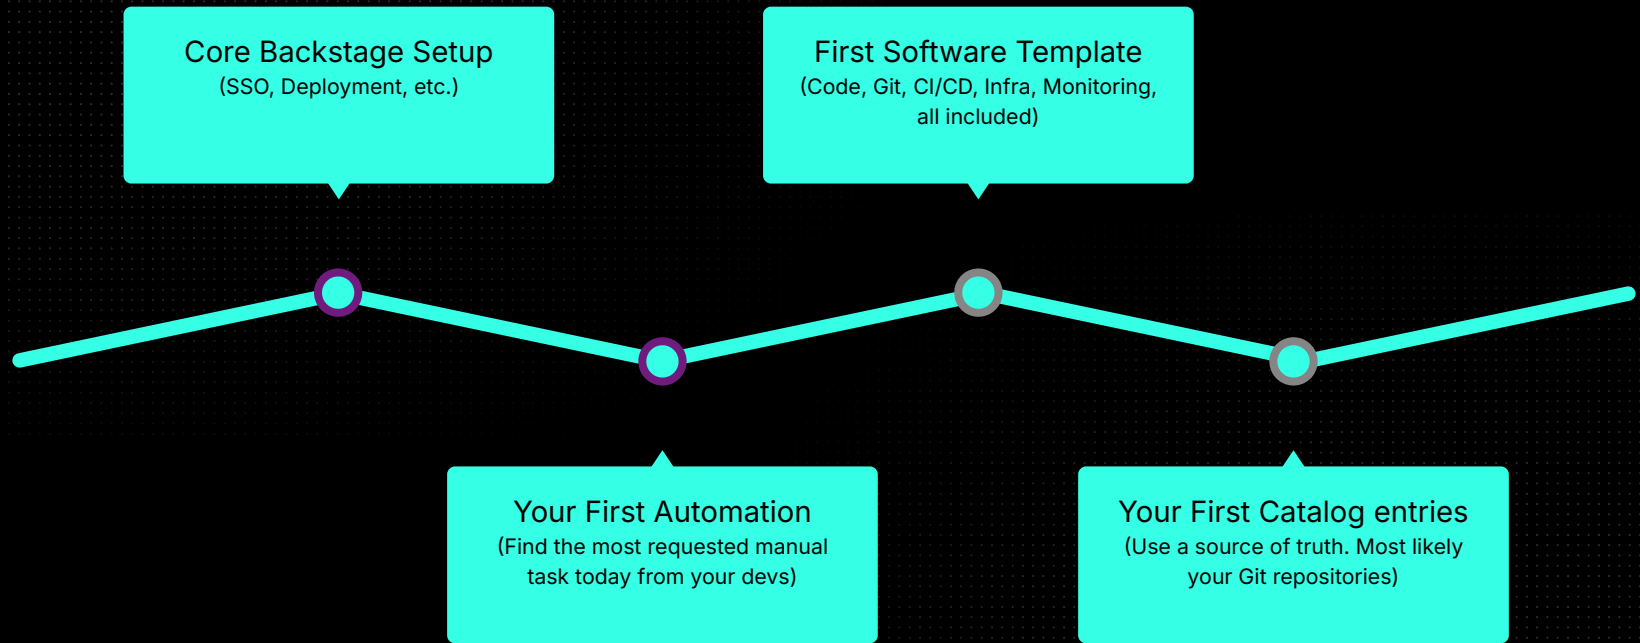 Core Backstage Setup
(SSO, Deployment, etc.)
First Software Template
(Code, Git, CI/CD, Infra, Monitoring,
all included)
Your First Automation
(Find the most requested manual
task today from your devs)
Your First Catalog entries
(Use a source of truth. Most likely
your Git repositories)